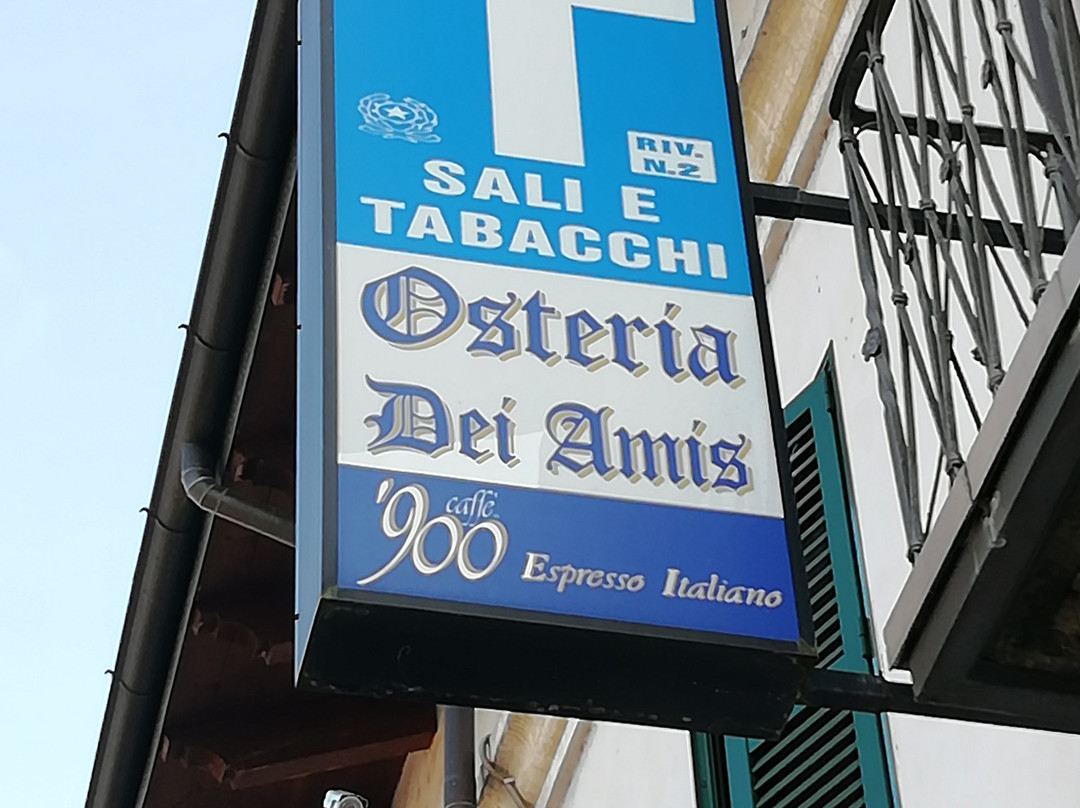 T
RIV.
N.2
SALI E
TABACCHI
Osteria
Dei Amis
caffè
'900
Espresso Italiano